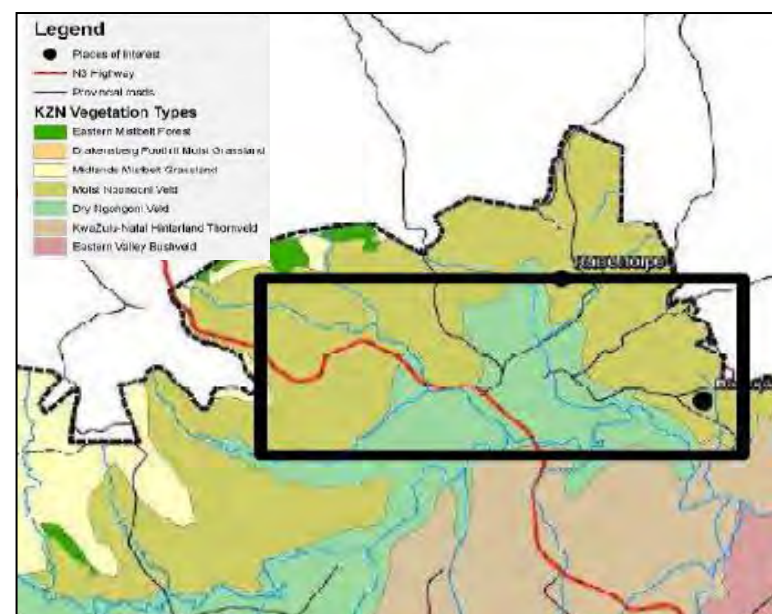 Legend
Places of Interest
N3 Highway
Provincial roads
KZN Vegetation Types
Eastern Mistbelt Forest
Drakensberg Foothill Moist Grassland
Midlands Mistbelt Grassland
Moist Ngongoni Veld
Dry Ngongoni Veld
KwaZulu-Natal Hinterland Thornveld
Eastern Valley Bushveld